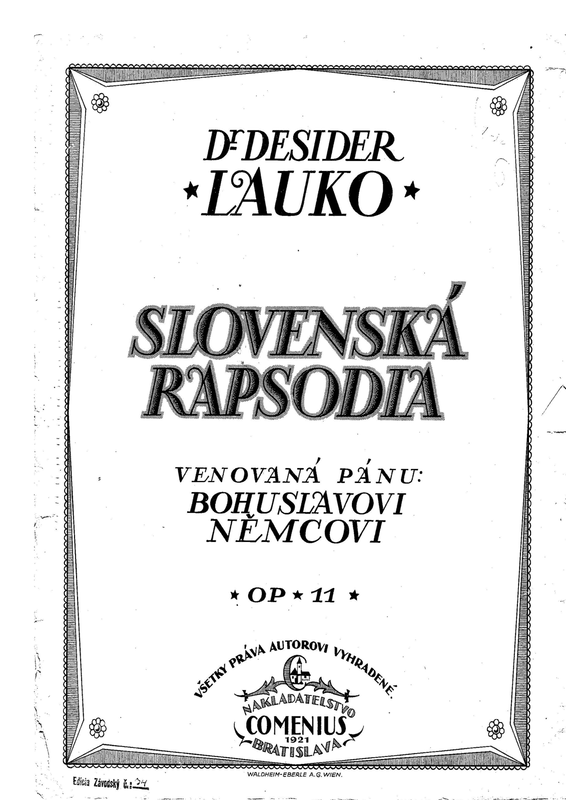 Dr DESIDER
LAUKO
SLOVENSKÁ
RAPSODIA
VENOVANÁ PÁNU:
BOHUSLAVOVI
NĚMCOVI
OP 11
VŠETKY PRÁVA AUTOROVI VYHRADENÉ.
NAKLADATELSTVO
COMENIUS
1921
BRATISLAVA
WALDHEIM-EBERLE A.G. WIEN.
Edícia Závodský č.: 24